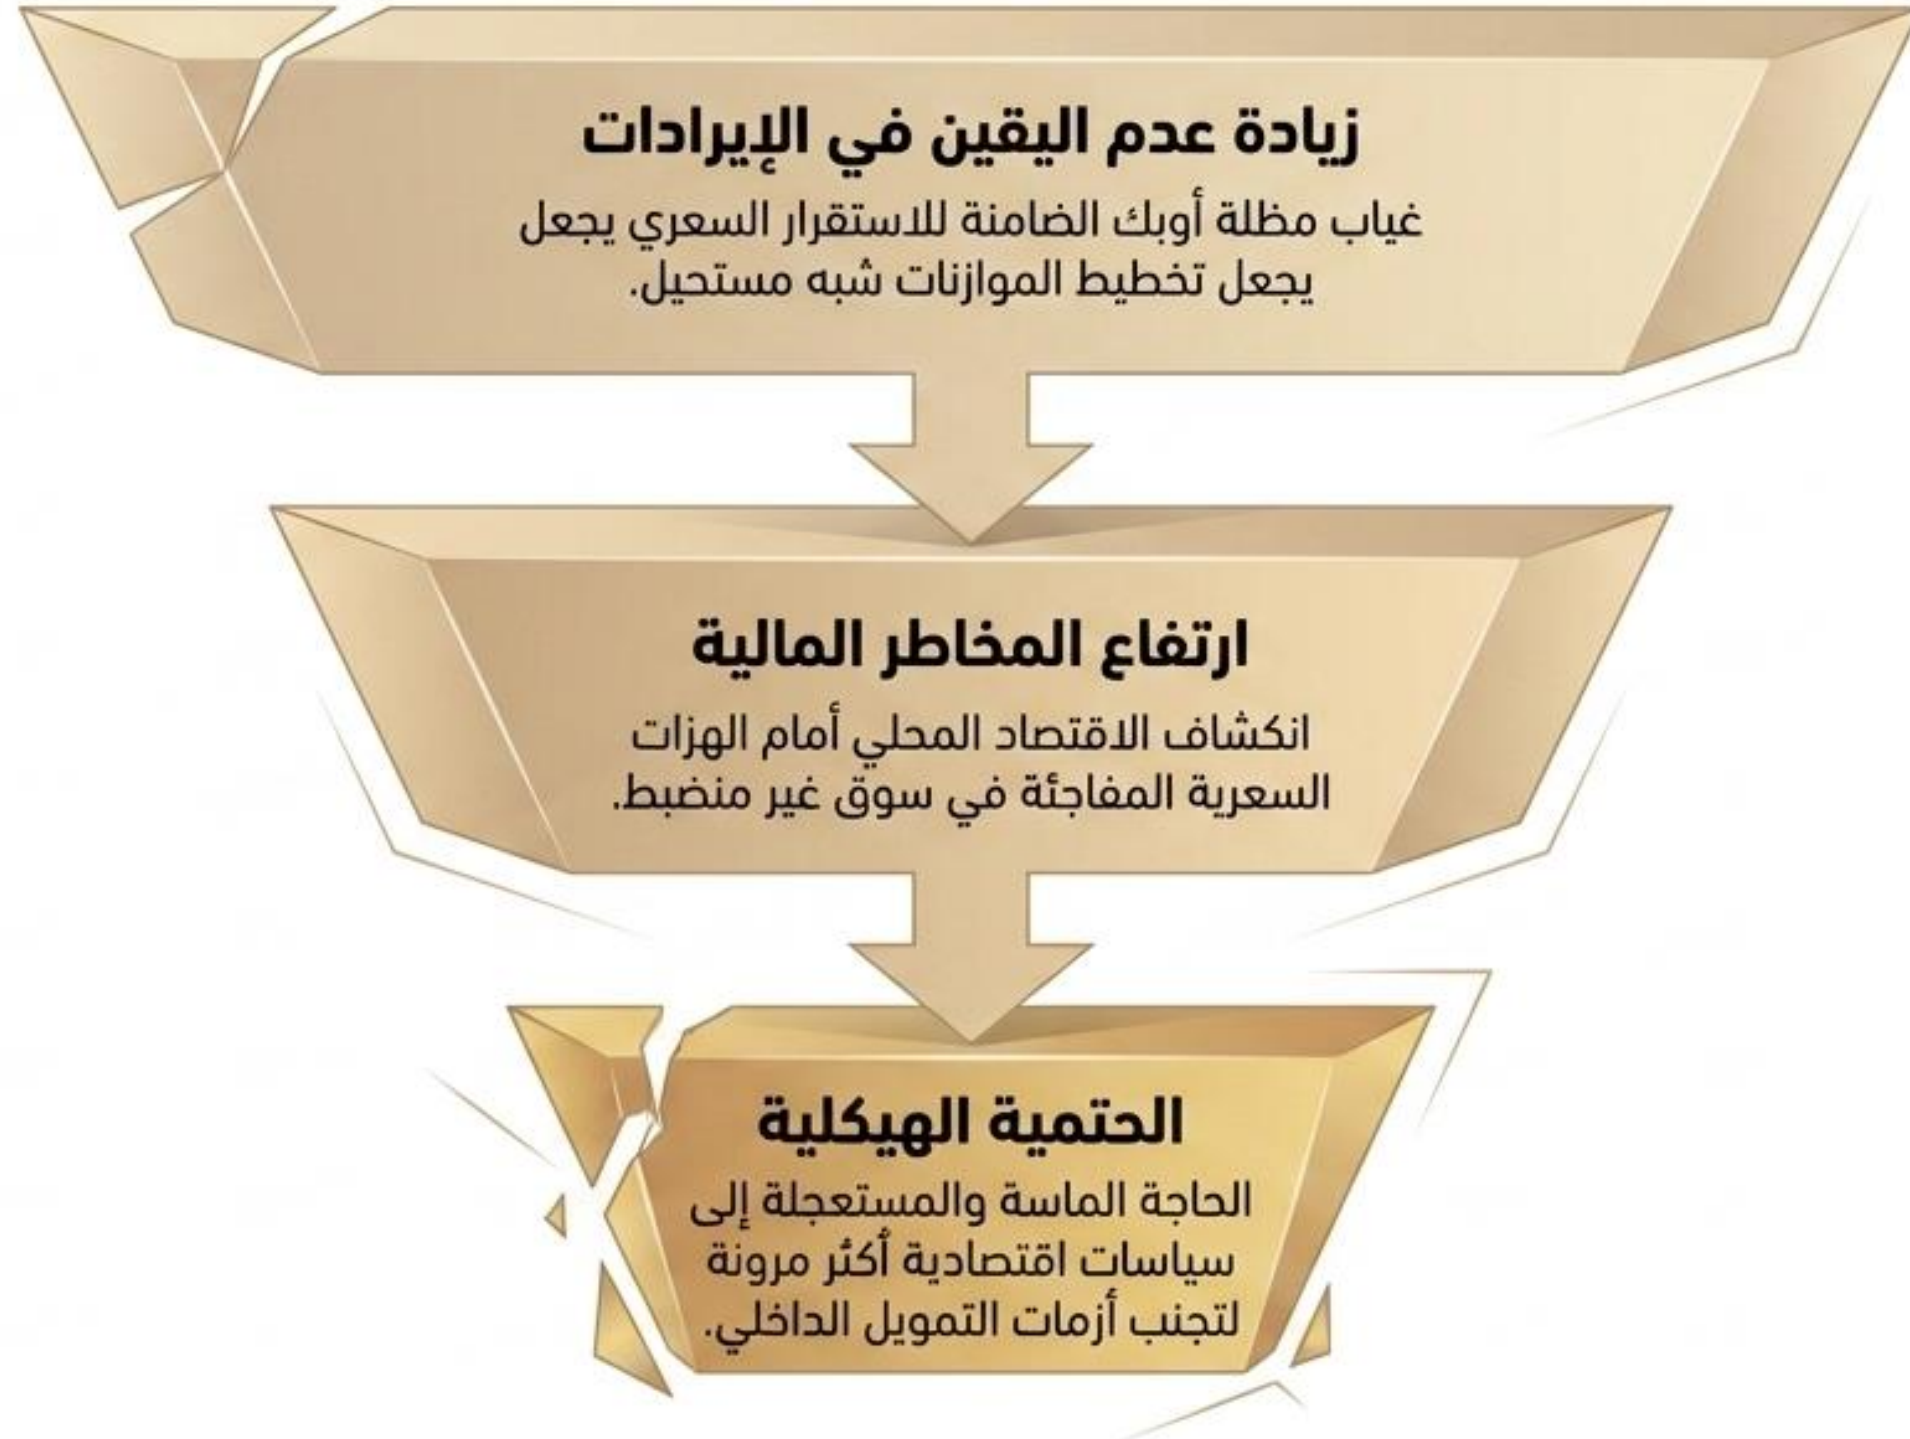 زيادة عدم اليقين في الإيرادات
غياب مظلة أوبك الضامنة للاستقرار السعري يجعل
يجعل تخطيط الموازنات شبه مستحيل.
ارتفاع المخاطر المالية
انكشاف الاقتصاد المحلي أمام الهزات
السعرية المفاجئة في سوق غير منضبط.
الحتمية الهيكلية
الحاجة الماسة والمستعجلة إلى
سياسات اقتصادية أكثر مرونة
لتجنب أزمات التمويل الداخلي.